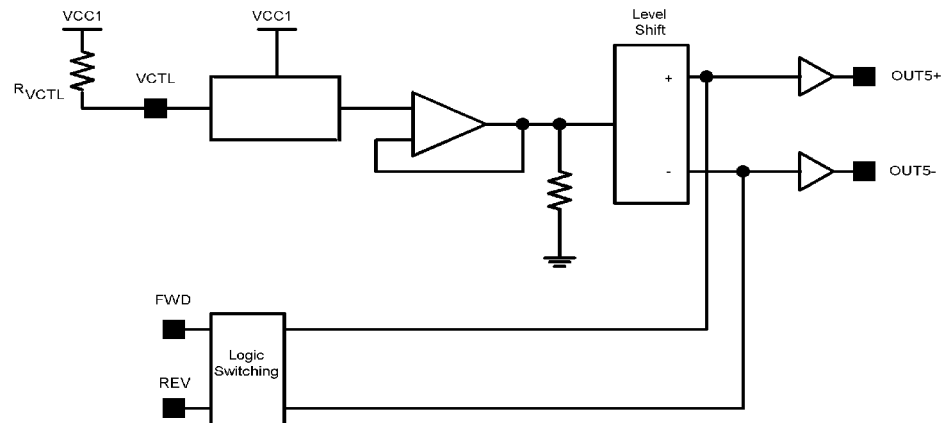 VCC1
VCC1
Level
Shift
VCTL
RVCTL
+
OUT5+
-
OUT5-
FWD
Logic
Switching
REV